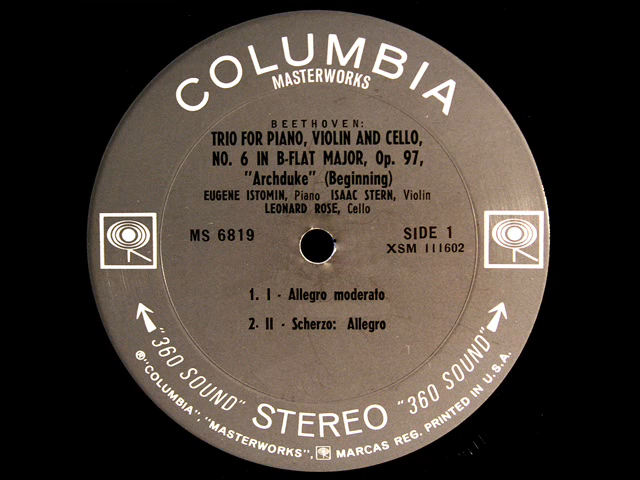 COLUMBIA
MASTERWORKS
BEETHOVEN:
TRIO FOR PIANO, VIOLIN AND CELLO,
NO. 6 IN B-FLAT MAJOR, Op. 97,
"Archduke" (Beginning)
EUGENE ISTOMIN, Piano ISAAC STERN, Violin
LEONARD ROSE, Cello
MS 6819
SIDE 1
XSM 111602
1. I - Allegro moderato
2. II - Scherzo: Allegro
"360 SOUND" STEREO "360 SOUND"
® "COLUMBIA", "MASTERWORKS", MARCAS REG. PRINTED IN U.S.A.